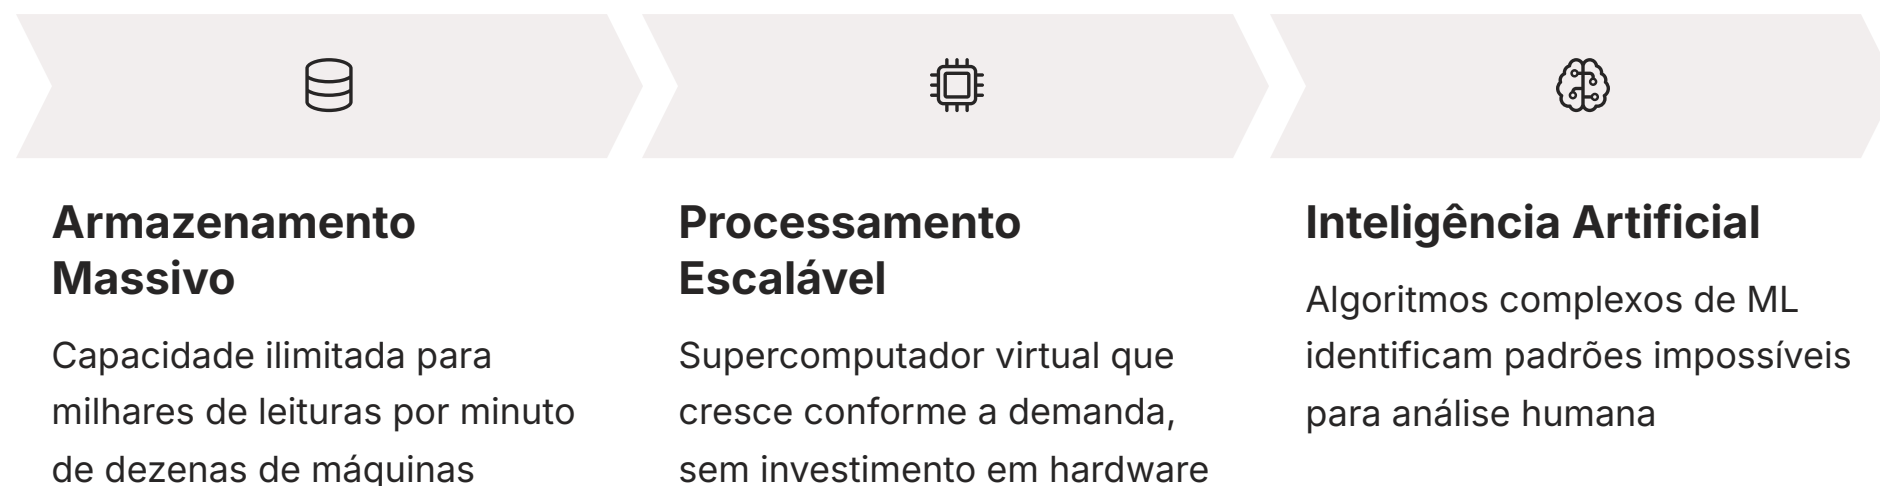 Armazenamento
Massivo
Capacidade ilimitada para
milhares de leituras por minuto
de dezenas de máquinas
Processamento
Escalável
Supercomputador virtual que
cresce conforme a demanda,
sem investimento em hardware
Inteligência Artificial
Algoritmos complexos de ML
identificam padrões impossíveis
para análise humana